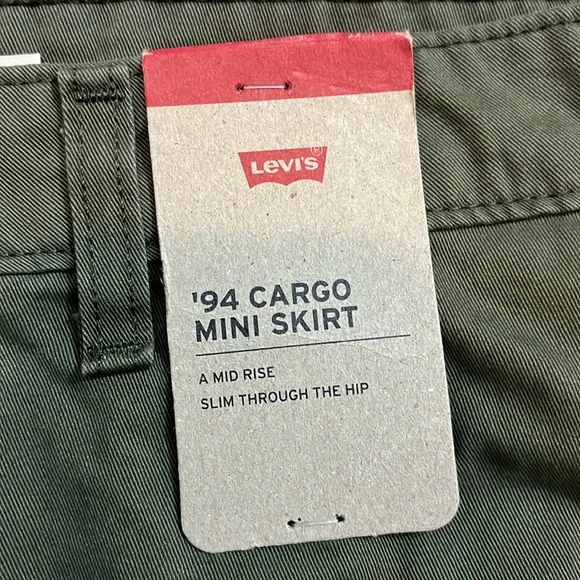 LEVI'S ®
'94 CARGO
MINI SKIRT
A MID RISE
SLIM THROUGH THE HIP